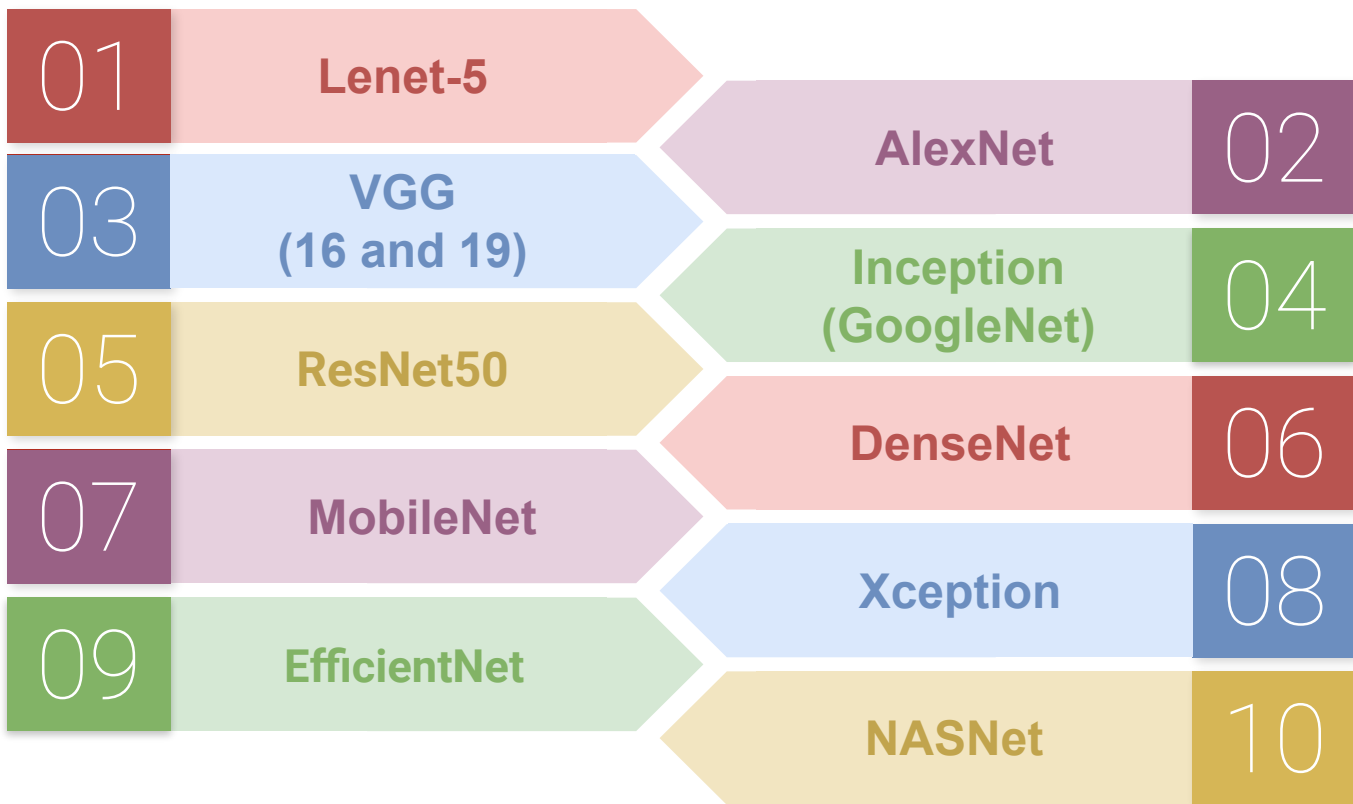 01
Lenet-5
AlexNet
02
03
VGG
(16 and 19)
Inception
(GoogleNet)
04
05
ResNet50
DenseNet
06
07
MobileNet
Xception
08
09
EfficientNet
NASNet
10